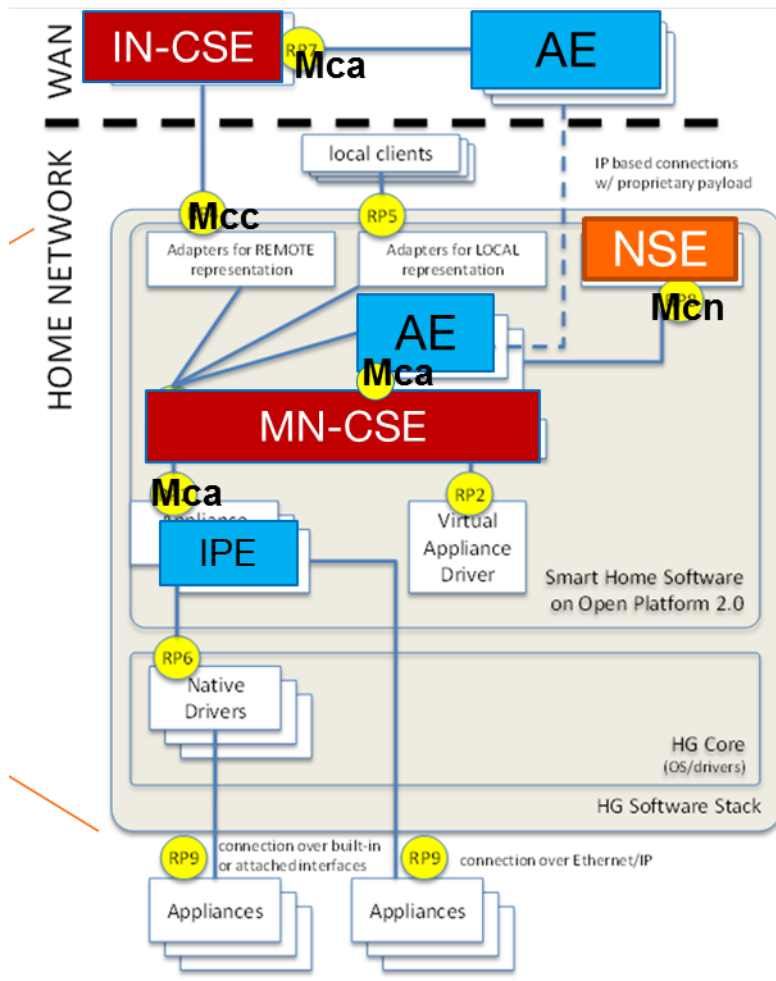 WAN
IN-CSE
RP7
Mca
AE
HOME NETWORK
local clients
IP based connections
w/ proprietary payload
Mcc
RP5
Adapters for REMOTE
representation
Adapters for LOCAL
representation
NSE
RP8
Mcn
AE
Mca
MN-CSE
Mca
RP2
Appliance
IPE
Virtual
Appliance
Driver
Smart Home Software
on Open Platform 2.0
RP6
Native
Drivers
HG Core
(OS/drivers)
HG Software Stack
RP9
connection over built-in
or attached interfaces
RP9
connection over Ethernet/IP
Appliances
Appliances